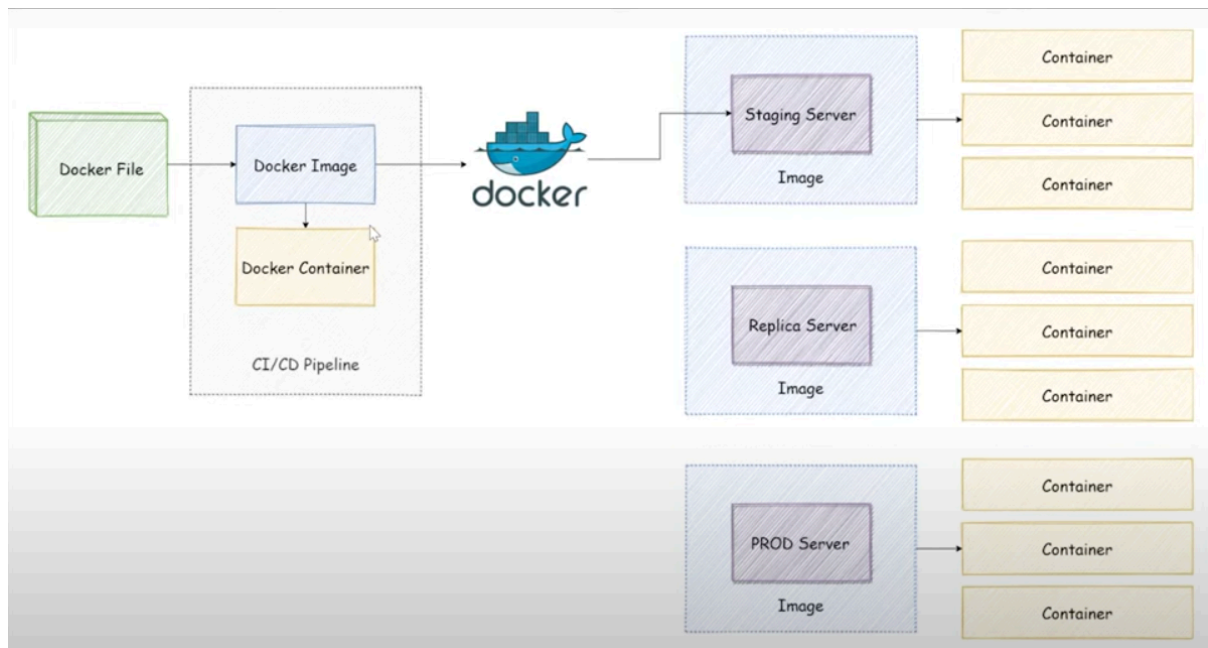 Docker File
Docker Image
Docker Container
CI/CD Pipeline
docker
Staging Server
Image
Container
Container
Container
Replica Server
Image
Container
Container
Container
PROD Server
Image
Container
Container
Container